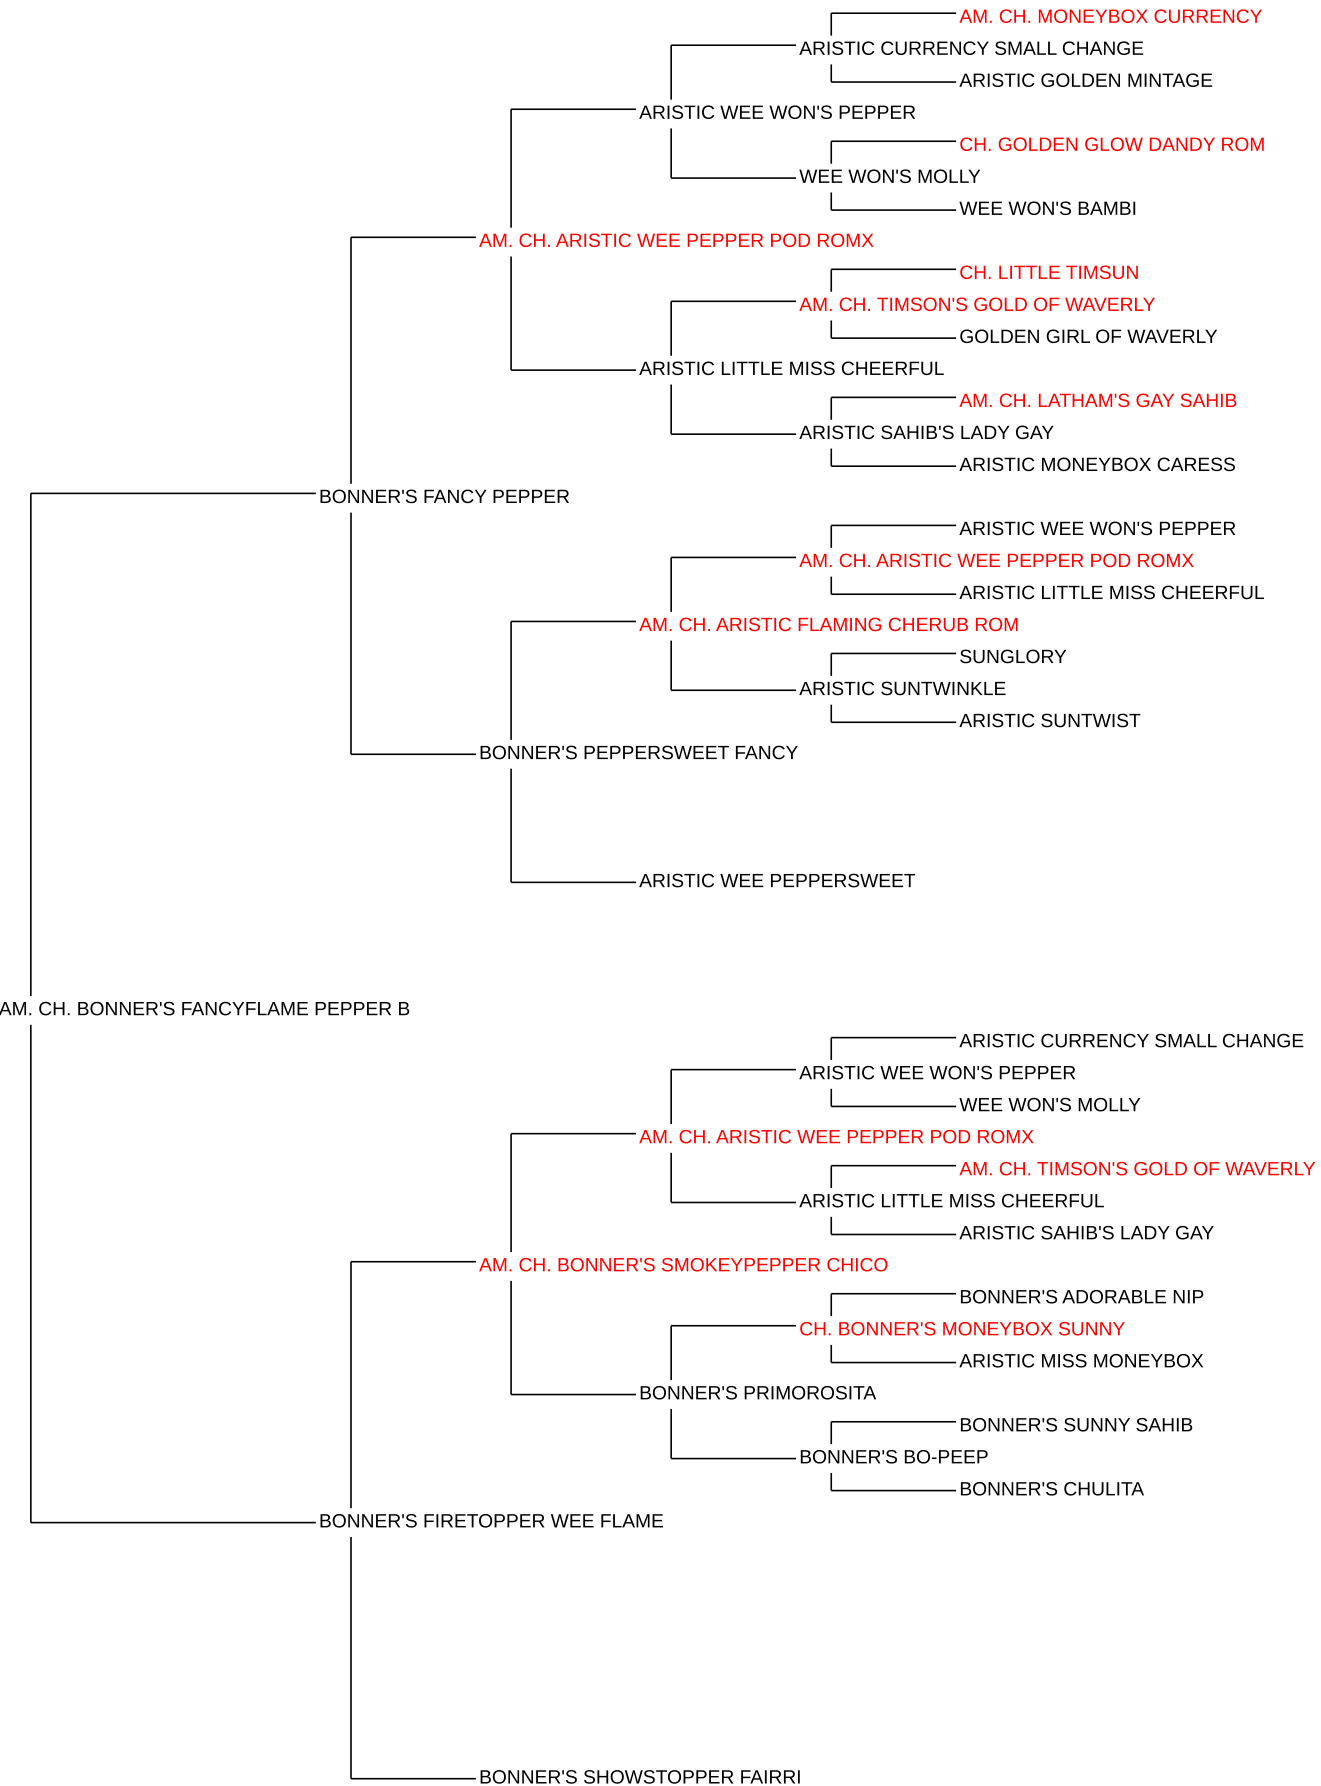 AM. CH. MONEYBOX CURRENCY
ARISTIC CURRENCY SMALL CHANGE
ARISTIC GOLDEN MINTAGE
ARISTIC WEE WON'S PEPPER
CH. GOLDEN GLOW DANDY ROM
WEE WON'S MOLLY
WEE WON'S BAMBI
AM. CH. ARISTIC WEE PEPPER POD ROMX
CH. LITTLE TIMSUN
AM. CH. TIMSON'S GOLD OF WAVERLY
GOLDEN GIRL OF WAVERLY
ARISTIC LITTLE MISS CHEERFUL
AM. CH. LATHAM'S GAY SAHIB
ARISTIC SAHIB'S LADY GAY
ARISTIC MONEYBOX CARESS
BONNER'S FANCY PEPPER
ARISTIC WEE WON'S PEPPER
AM. CH. ARISTIC WEE PEPPER POD ROMX
ARISTIC LITTLE MISS CHEERFUL
AM. CH. ARISTIC FLAMING CHERUB ROM
SUNGLORY
ARISTIC SUNTWINKLE
ARISTIC SUNTWIST
BONNER'S PEPPERSWEET FANCY
ARISTIC WEE PEPPERSWEET
AM. CH. BONNER'S FANCYFLAME PEPPER B
ARISTIC CURRENCY SMALL CHANGE
ARISTIC WEE WON'S PEPPER
WEE WON'S MOLLY
AM. CH. ARISTIC WEE PEPPER POD ROMX
AM. CH. TIMSON'S GOLD OF WAVERLY
ARISTIC LITTLE MISS CHEERFUL
ARISTIC SAHIB'S LADY GAY
AM. CH. BONNER'S SMOKEYPEPPER CHICO
BONNER'S ADORABLE NIP
CH. BONNER'S MONEYBOX SUNNY
ARISTIC MISS MONEYBOX
BONNER'S PRIMOROSITA
BONNER'S SUNNY SAHIB
BONNER'S BO-PEEP
BONNER'S CHULITA
BONNER'S FIRETOPPER WEE FLAME
BONNER'S SHOWSTOPPER FAIRRI